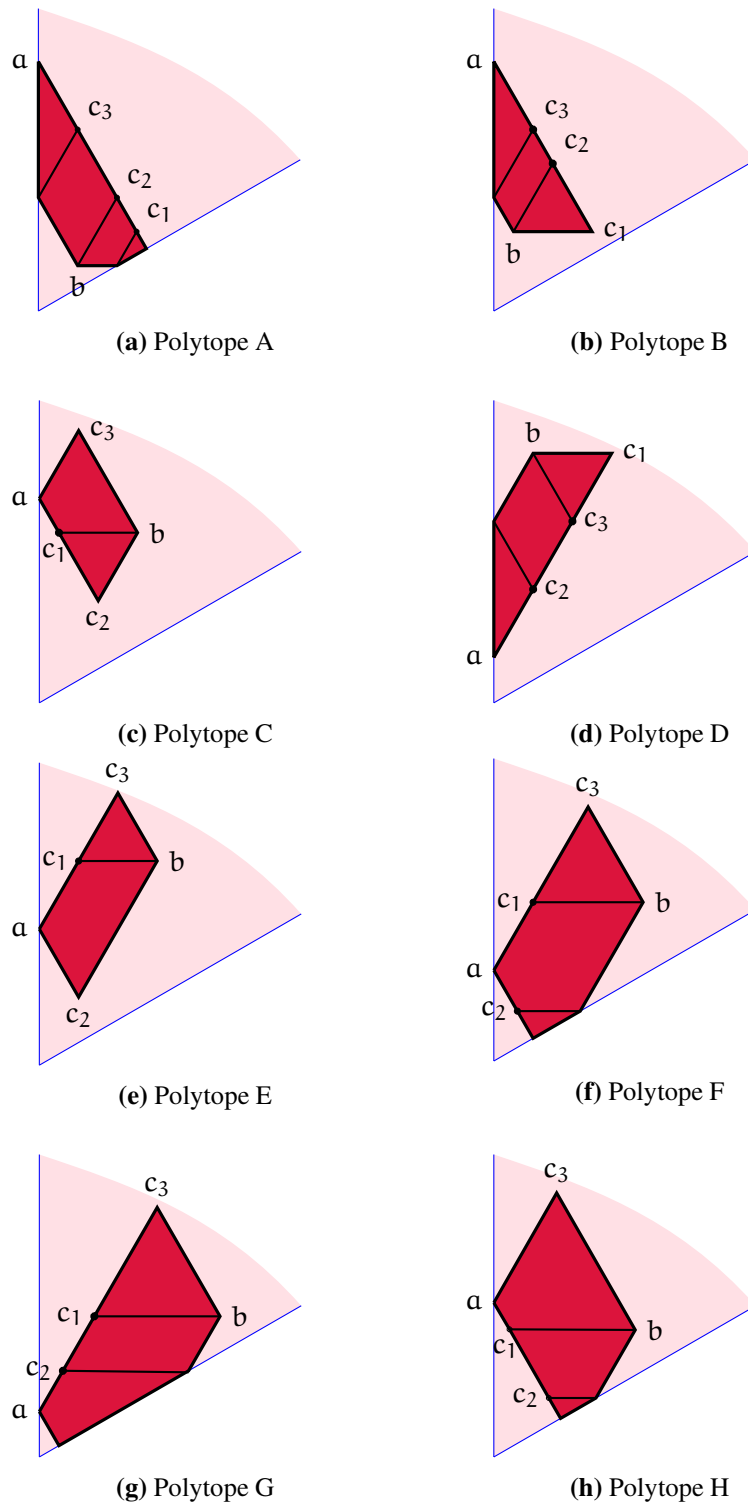 a
c₃
c₂
c₁
b
(a) Polytope A
a
c₃
c₂
c₁
b
(b) Polytope B
c₃
a
c₁
b
c₂
(c) Polytope C
b
c₁
c₃
c₂
a
(d) Polytope D
c₃
c₁
b
a
c₂
(e) Polytope E
c₃
c₁
b
a
c₂
(f) Polytope F
c₃
c₁
b
c₂
a
(g) Polytope G
c₃
a
c₁
b
c₂
(h) Polytope H